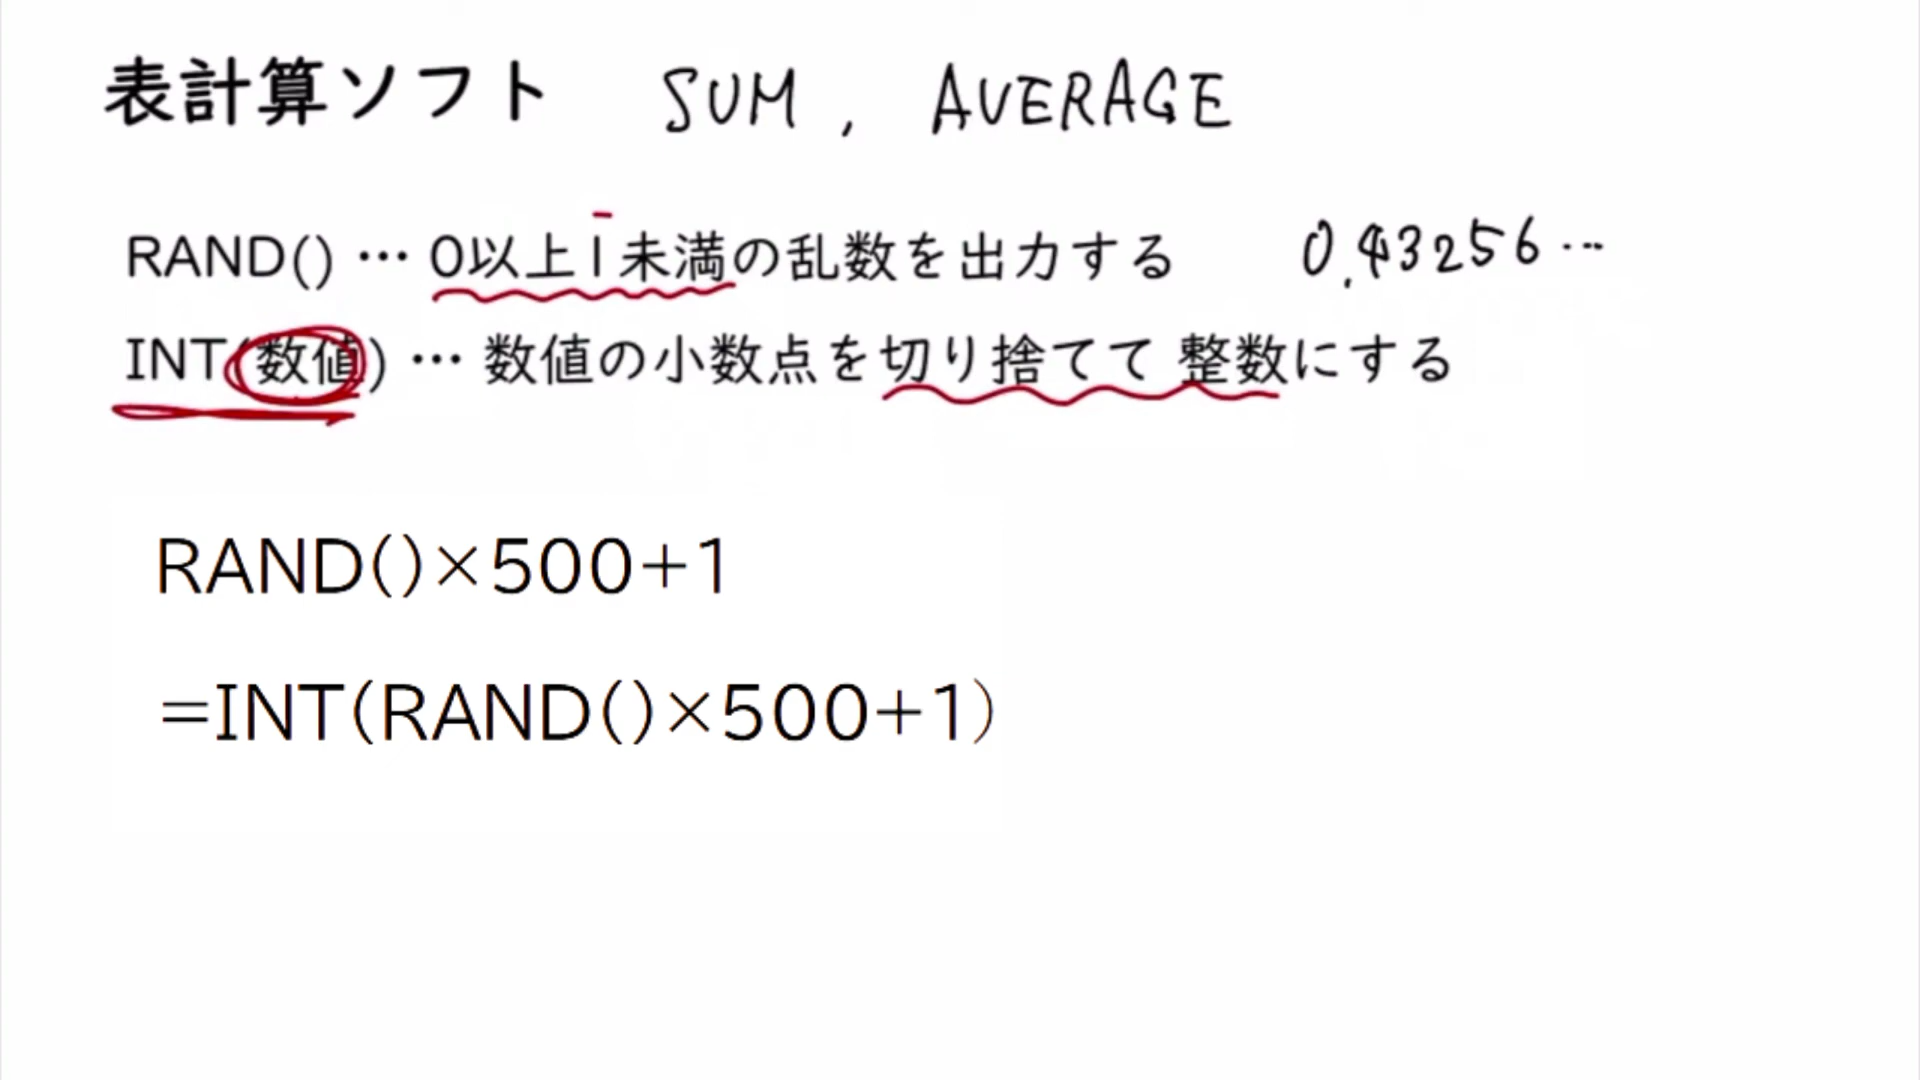 表計算ソフト SUM, AVERAGE
RAND() … 0以上1未満の乱数を出力する 0.43256…
INT(数値) … 数値の小数点を切り捨てて 整数にする
RAND()×500+1
=INT(RAND()×500+1)